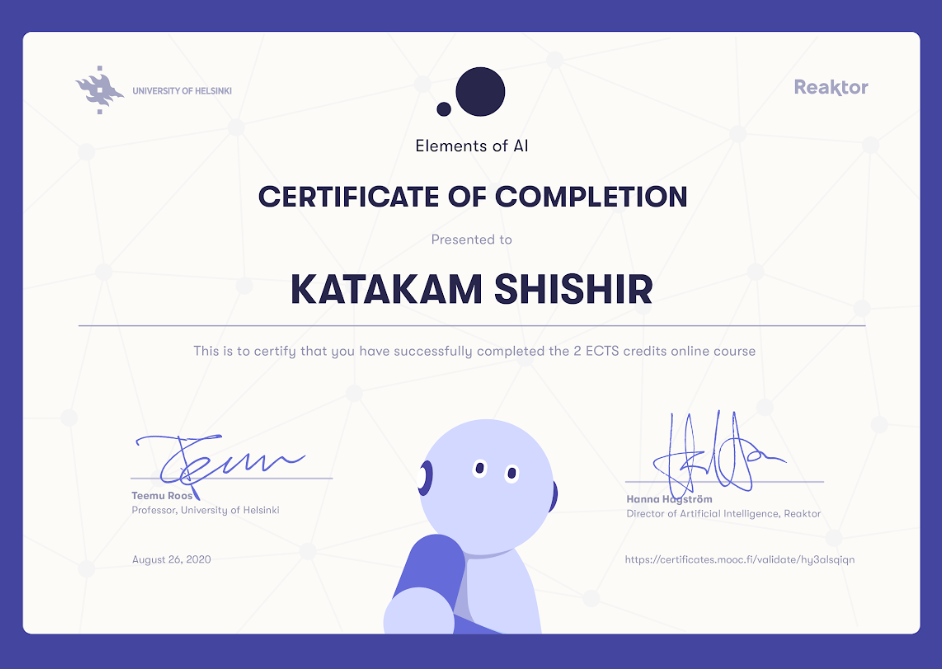 UNIVERSITY OF HELSINKI
Reaktor
Elements of AI
CERTIFICATE OF COMPLETION
Presented to
KATAKAM SHISHIR
This is to certify that you have successfully completed the 2 ECTS credits online course
Teemu Roos
Professor, University of Helsinki
Hanna Hagström
Director of Artificial Intelligence, Reaktor
August 26, 2020
https://certificates.mooc.fi/validate/hy3alsqiqn